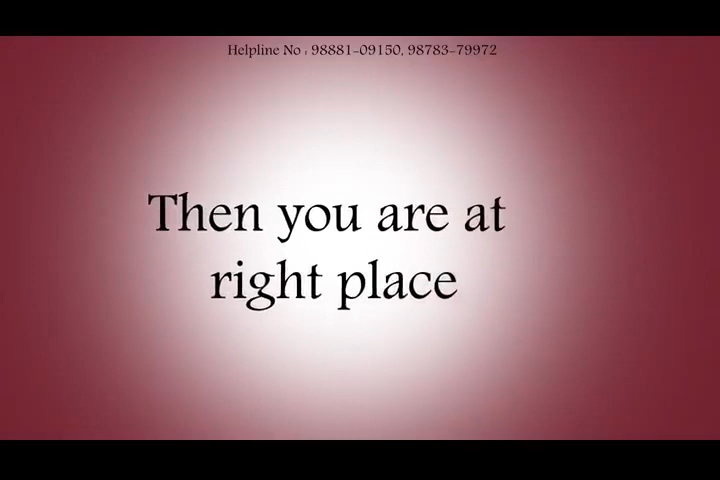 Helpline No : 98881-09150, 98783-79972
Then you are at
right place